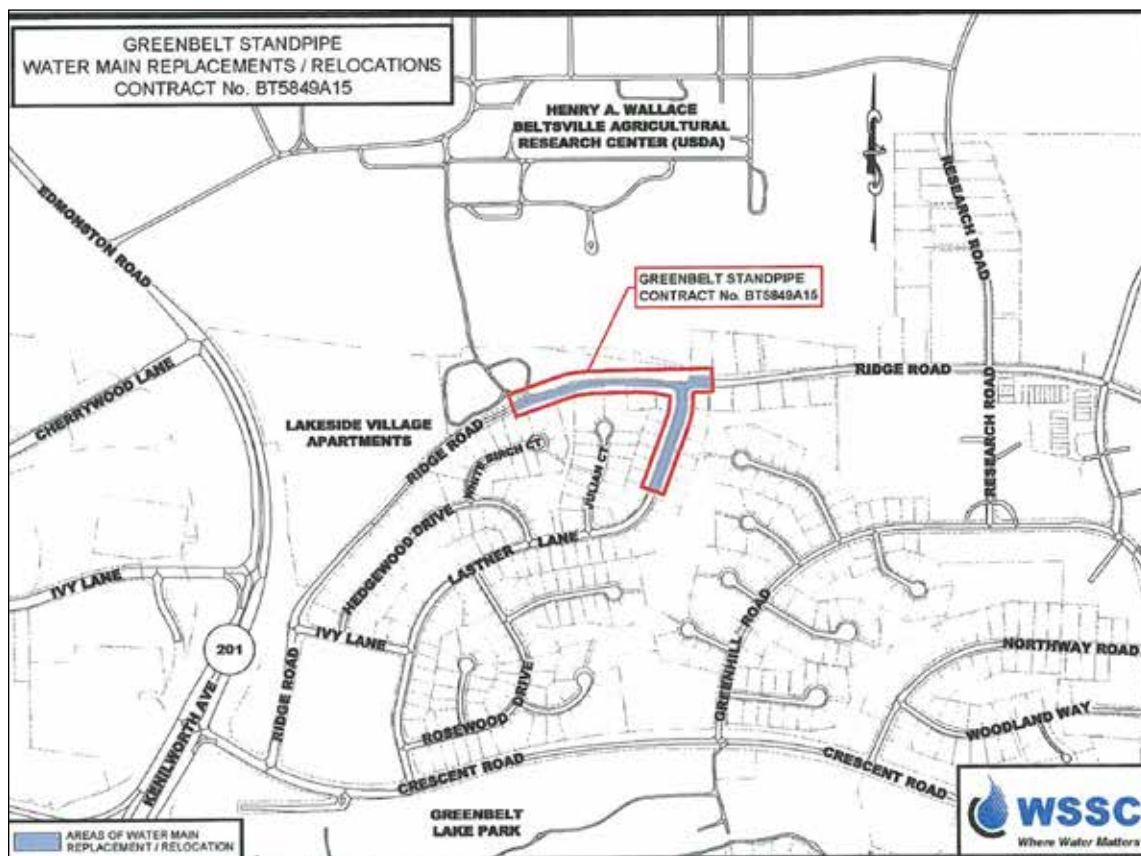 GREENBELT STANDPIPE
WATER MAIN REPLACEMENTS / RELOCATIONS
CONTRACT No. BT5849A15
HENRY A. WALLACE
BELTSVILLE AGRICULTURAL
RESEARCH CENTER (USDA)
EDMONSTON ROAD
RESEARCH ROAD
GREENBELT STANDPIPE
CONTRACT No. BT5849A15
RIDGE ROAD
CHERRYWOOD LANE
LAKESIDE VILLAGE
APARTMENTS
RIDGE ROAD
WHITE BIRCH CT
JULIAN CT
RESEARCH ROAD
HEDGEWOOD DRIVE
LASTNER LANE
IVY LANE
IVY LANE
201
GREENHILL ROAD
NORTHWAY ROAD
RIDGE ROAD
ROSEWOOD DRIVE
WOODLAND WAY
KENILWORTH AVE
CRESCENT ROAD
CRESCENT ROAD
GREENBELT
LAKE PARK
AREAS OF WATER MAIN
REPLACEMENT / RELOCATION
WSSC
Where Water Matters